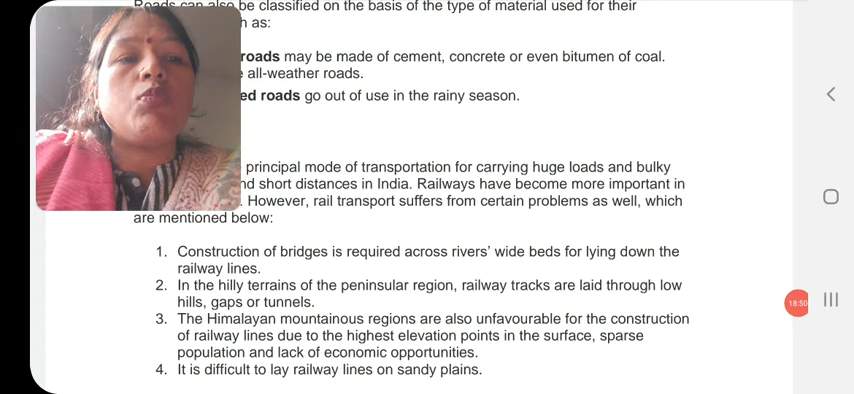 Roads can also be classified on the basis of the type of material used for their
h as:
roads may be made of cement, concrete or even bitumen of coal.
e all-weather roads.
ed roads go out of use in the rainy season.
principal mode of transportation for carrying huge loads and bulky
nd short distances in India. Railways have become more important in
. However, rail transport suffers from certain problems as well, which
are mentioned below:
1. Construction of bridges is required across rivers’ wide beds for lying down the
railway lines.
2. In the hilly terrains of the peninsular region, railway tracks are laid through low
hills, gaps or tunnels.
3. The Himalayan mountainous regions are also unfavourable for the construction
of railway lines due to the highest elevation points in the surface, sparse
population and lack of economic opportunities.
4. It is difficult to lay railway lines on sandy plains.
18:50